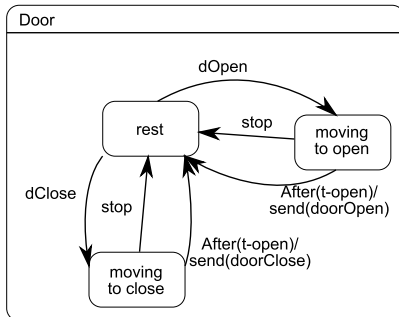 Door
dOpen
rest
stop
moving
to open
dClose
stop
After(t-open)/
send(doorOpen)
After(t-open)/
send(doorClose)
moving
to close